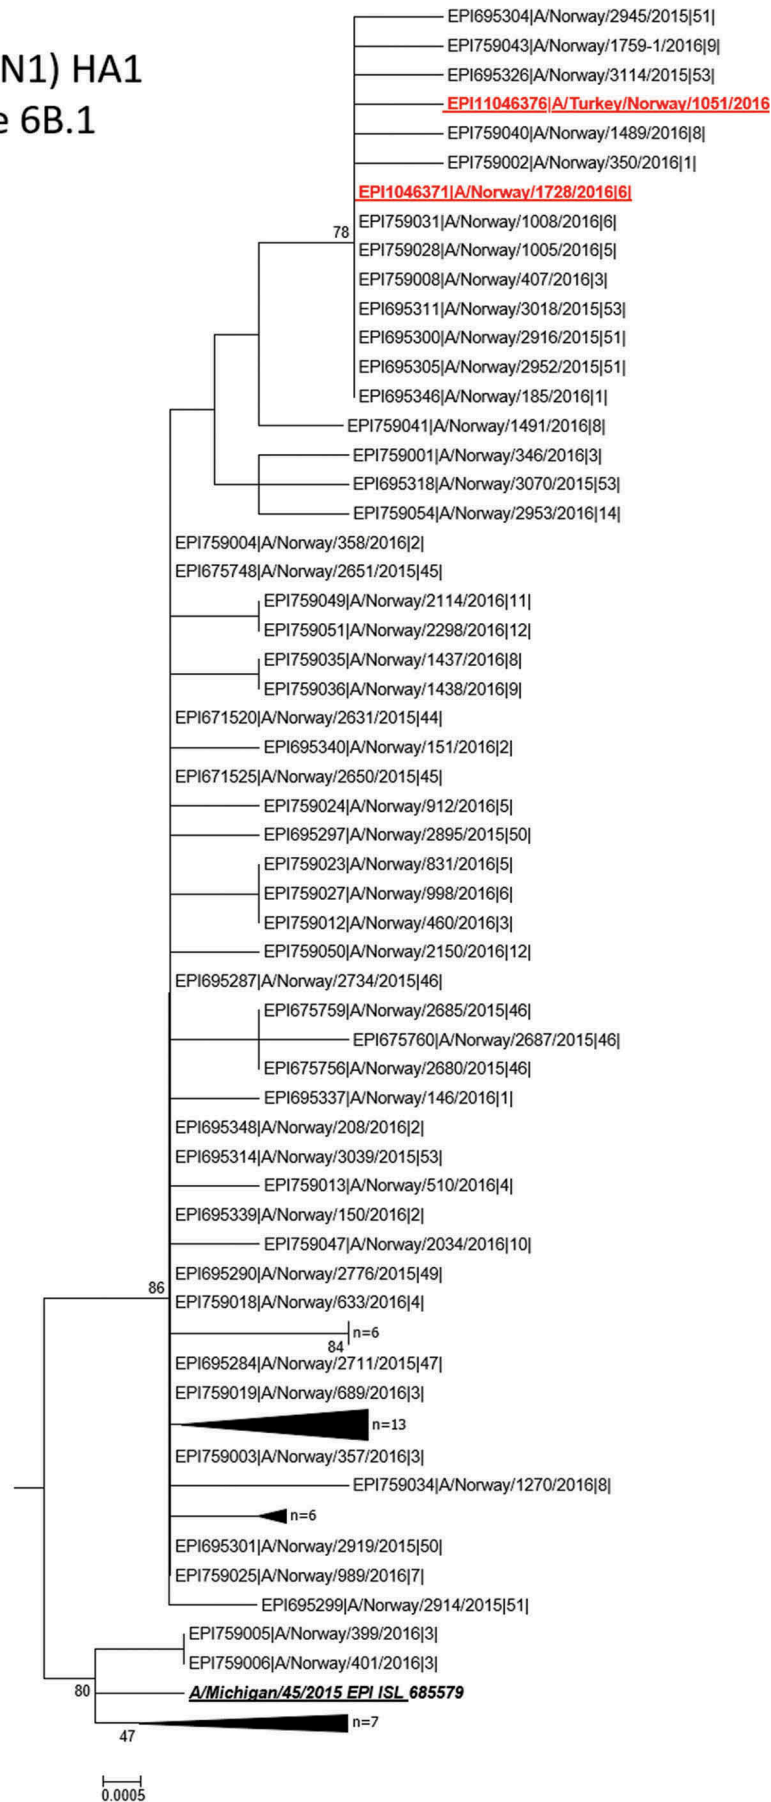 N1) HA1
e 6B.1
EPI695304|A/Norway/2945/2015|51|
EPI759043|A/Norway/1759-1/2016|9|
EPI695326|A/Norway/3114/2015|53|
EPI11046376|A/Turkey/Norway/1051/2016
EPI759040|A/Norway/1489/2016|8|
EPI759002|A/Norway/350/2016|1|
EPI1046371|A/Norway/1728/2016|6|
EPI759031|A/Norway/1008/2016|6|
78
EPI759028|A/Norway/1005/2016|5|
EPI759008|A/Norway/407/2016|3|
EPI695311|A/Norway/3018/2015|53|
EPI695300|A/Norway/2916/2015|51|
EPI695305|A/Norway/2952/2015|51|
EPI695346|A/Norway/185/2016|1|
EPI759041|A/Norway/1491/2016|8|
EPI759001|A/Norway/346/2016|3|
EPI695318|A/Norway/3070/2015|53|
EPI759054|A/Norway/2953/2016|14|
EPI759004|A/Norway/358/2016|2|
EPI675748|A/Norway/2651/2015|45|
EPI759049|A/Norway/2114/2016|11|
EPI759051|A/Norway/2298/2016|12|
EPI759035|A/Norway/1437/2016|8|
EPI759036|A/Norway/1438/2016|9|
EPI671520|A/Norway/2631/2015|44|
EPI695340|A/Norway/151/2016|2|
EPI671525|A/Norway/2650/2015|45|
EPI759024|A/Norway/912/2016|5|
EPI695297|A/Norway/2895/2015|50|
EPI759023|A/Norway/831/2016|5|
EPI759027|A/Norway/998/2016|6|
EPI759012|A/Norway/460/2016|3|
EPI759050|A/Norway/2150/2016|12|
EPI695287|A/Norway/2734/2015|46|
EPI675759|A/Norway/2685/2015|46|
EPI675760|A/Norway/2687/2015|46|
EPI675756|A/Norway/2680/2015|46|
EPI695337|A/Norway/146/2016|1|
EPI695348|A/Norway/208/2016|2|
EPI695314|A/Norway/3039/2015|53|
EPI759013|A/Norway/510/2016|4|
EPI695339|A/Norway/150/2016|2|
EPI759047|A/Norway/2034/2016|10|
EPI695290|A/Norway/2776/2015|49|
86
EPI759018|A/Norway/633/2016|4|
n=6
84
EPI695284|A/Norway/2711/2015|47|
EPI759019|A/Norway/689/2016|3|
n=13
EPI759003|A/Norway/357/2016|3|
EPI759034|A/Norway/1270/2016|8|
n=6
EPI695301|A/Norway/2919/2015|50|
EPI759025|A/Norway/989/2016|7|
EPI695299|A/Norway/2914/2015|51|
EPI759005|A/Norway/399/2016|3|
EPI759006|A/Norway/401/2016|3|
80
A/Michigan/45/2015 EPI ISL 685579
n=7
47
0.0005